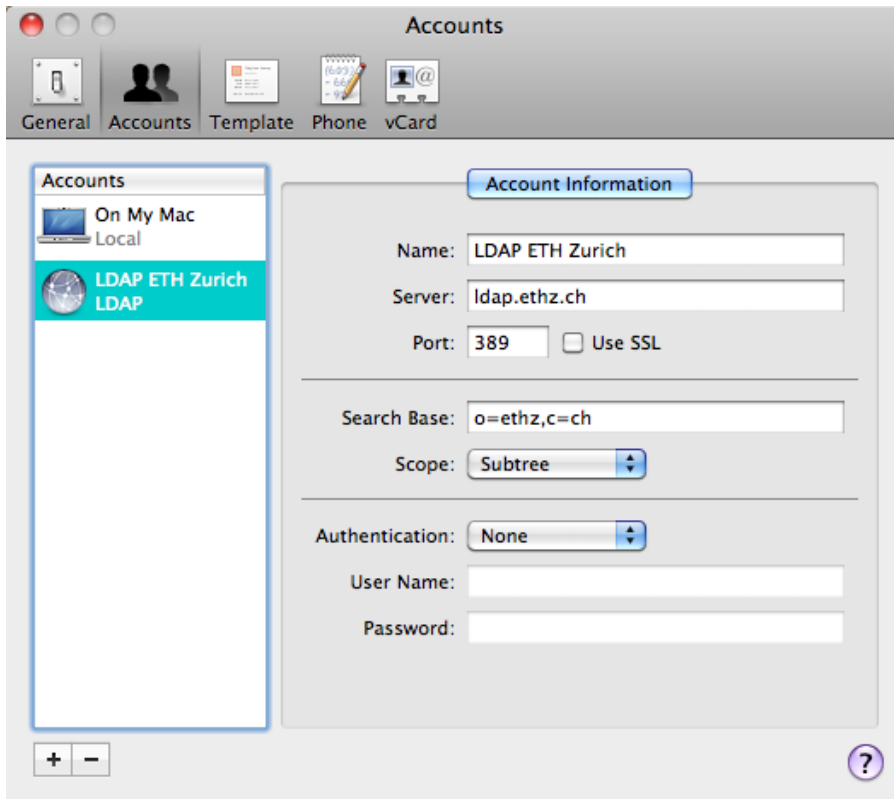 Accounts
General Accounts Template Phone vCard
Accounts
On My Mac
Local
LDAP ETH Zurich
LDAP
Account Information
Name: LDAP ETH Zurich
Server: ldap.ethz.ch
Port: 389 Use SSL
Search Base: o=ethz,c=ch
Scope: Subtree
Authentication: None
User Name:
Password:
+ −
?